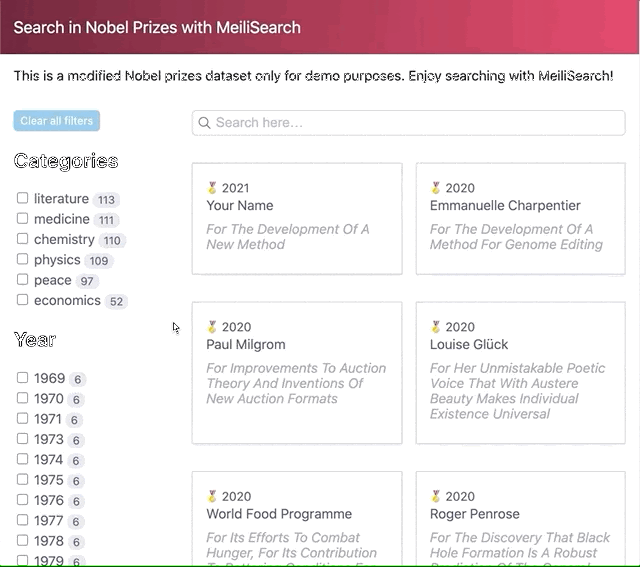 Search in Nobel Prizes with MeiliSearch
This is a modified Nobel prizes dataset only for demo purposes. Enjoy searching with MeiliSearch!
Clear all filters
Search here...
Categories
literature 113
medicine 111
chemistry 110
physics 109
peace 97
economics 52
Year
1969 6
1970 6
1971 6
1973 6
1974 6
1975 6
1976 6
1977 6
1978 6
1979 6
2021
Your Name
For The Development Of A
New Method
2020
Emmanuelle Charpentier
For The Development Of A
Method For Genome Editing
2020
Paul Milgrom
For Improvements To Auction
Theory And Inventions Of
New Auction Formats
2020
Louise Glück
For Her Unmistakable Poetic
Voice That With Austere
Beauty Makes Individual
Existence Universal
2020
World Food Programme
For Its Efforts To Combat
Hunger, For Its Contribution
2020
Roger Penrose
For The Discovery That Black
Hole Formation Is A Robust